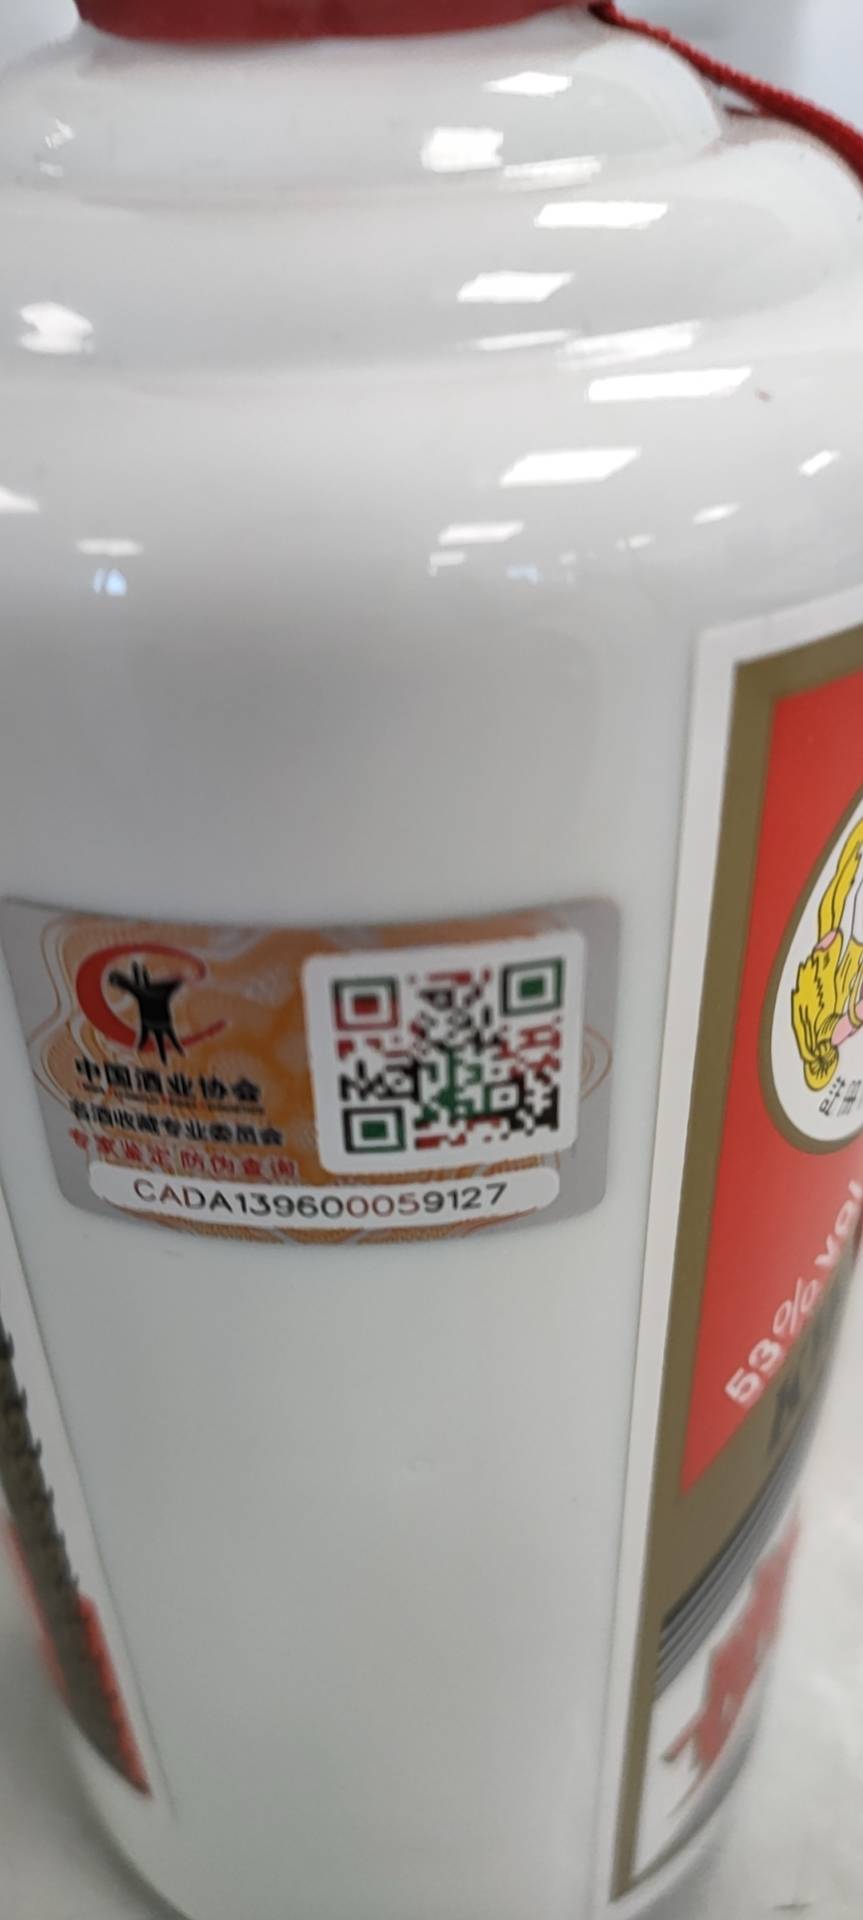 中国酒业协会
名酒收藏专业委员会
专家鉴定 防伪查询
CADA139600059127
53% vol